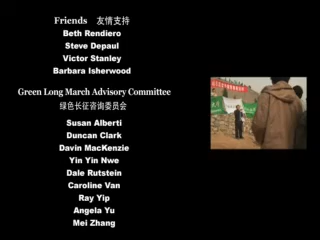 Friends 友情支持
Beth Rendiero
Steve Depaul
Victor Stanley
Barbara Isherwood
Green Long March Advisory Committee
绿色长征咨询委员会
Susan Alberti
Duncan Clark
Davin MacKenzie
Yin Yin Nwe
Dale Rutstein
Caroline Van
Ray Yip
Angela Yu
Mei Zhang